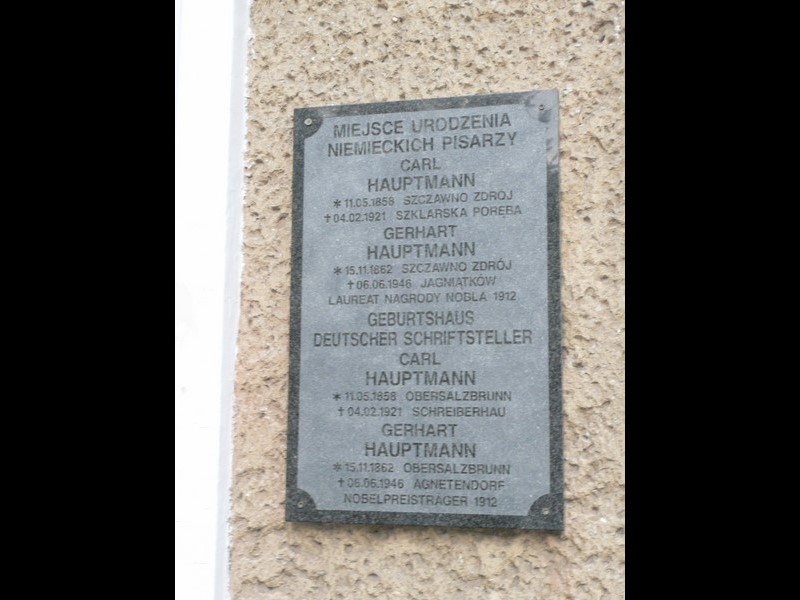 MIEJSCE URODZENIA
NIEMIECKICH PISARZY
CARL
HAUPTMANN
* 11.05.1858 SZCZAWNO ZDRÓJ
† 04.02.1921 SZKLARSKA PORĘBA
GERHART
HAUPTMANN
* 15.11.1862 SZCZAWNO ZDRÓJ
† 06.06.1946 JAGNIĄTKÓW
LAUREAT NAGRODY NOBLA 1912
GEBURTSHAUS
DEUTSCHER SCHRIFTSTELLER
CARL
HAUPTMANN
* 11.05.1858 OBERSALZBRUNN
† 04.02.1921 SCHREIBERHAU
GERHART
HAUPTMANN
* 15.11.1862 OBERSALZBRUNN
† 06.06.1946 AGNETENDORF
NOBELPREISTRAGER 1912